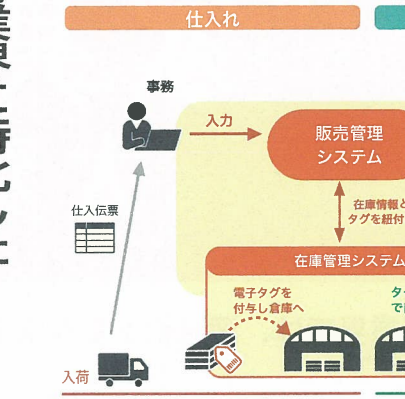 仕入れ
事務
入力
販売管理
システム
仕入伝票
在庫情報と
タグを紐付
在庫管理システム
電子タグを
付与し倉庫へ
タ
で
入荷